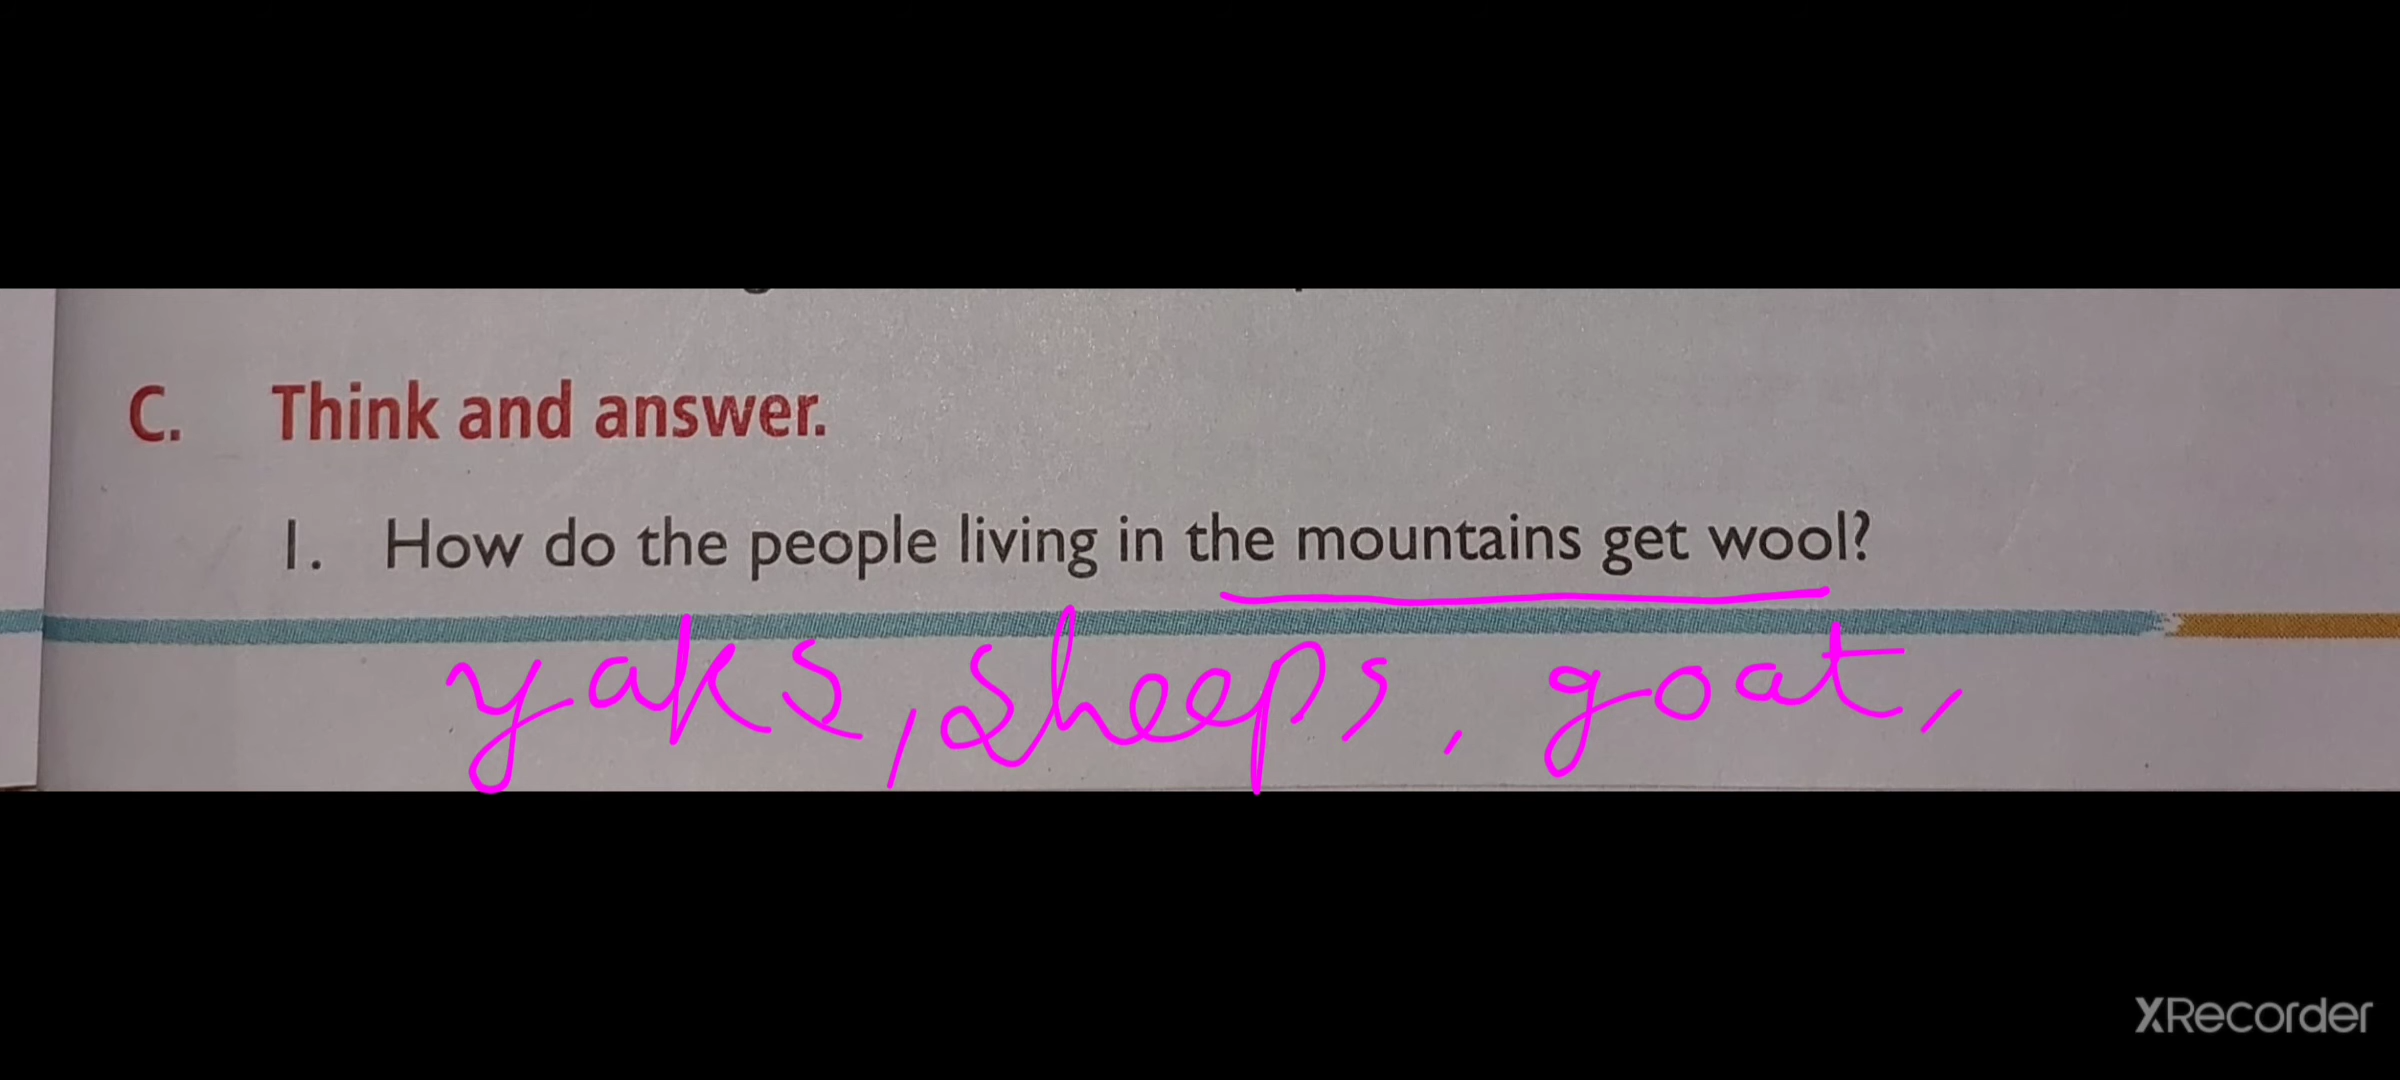 C. Think and answer.
1. How do the people living in the mountains get wool?
yaks, sheeps, goat,
XRecorder